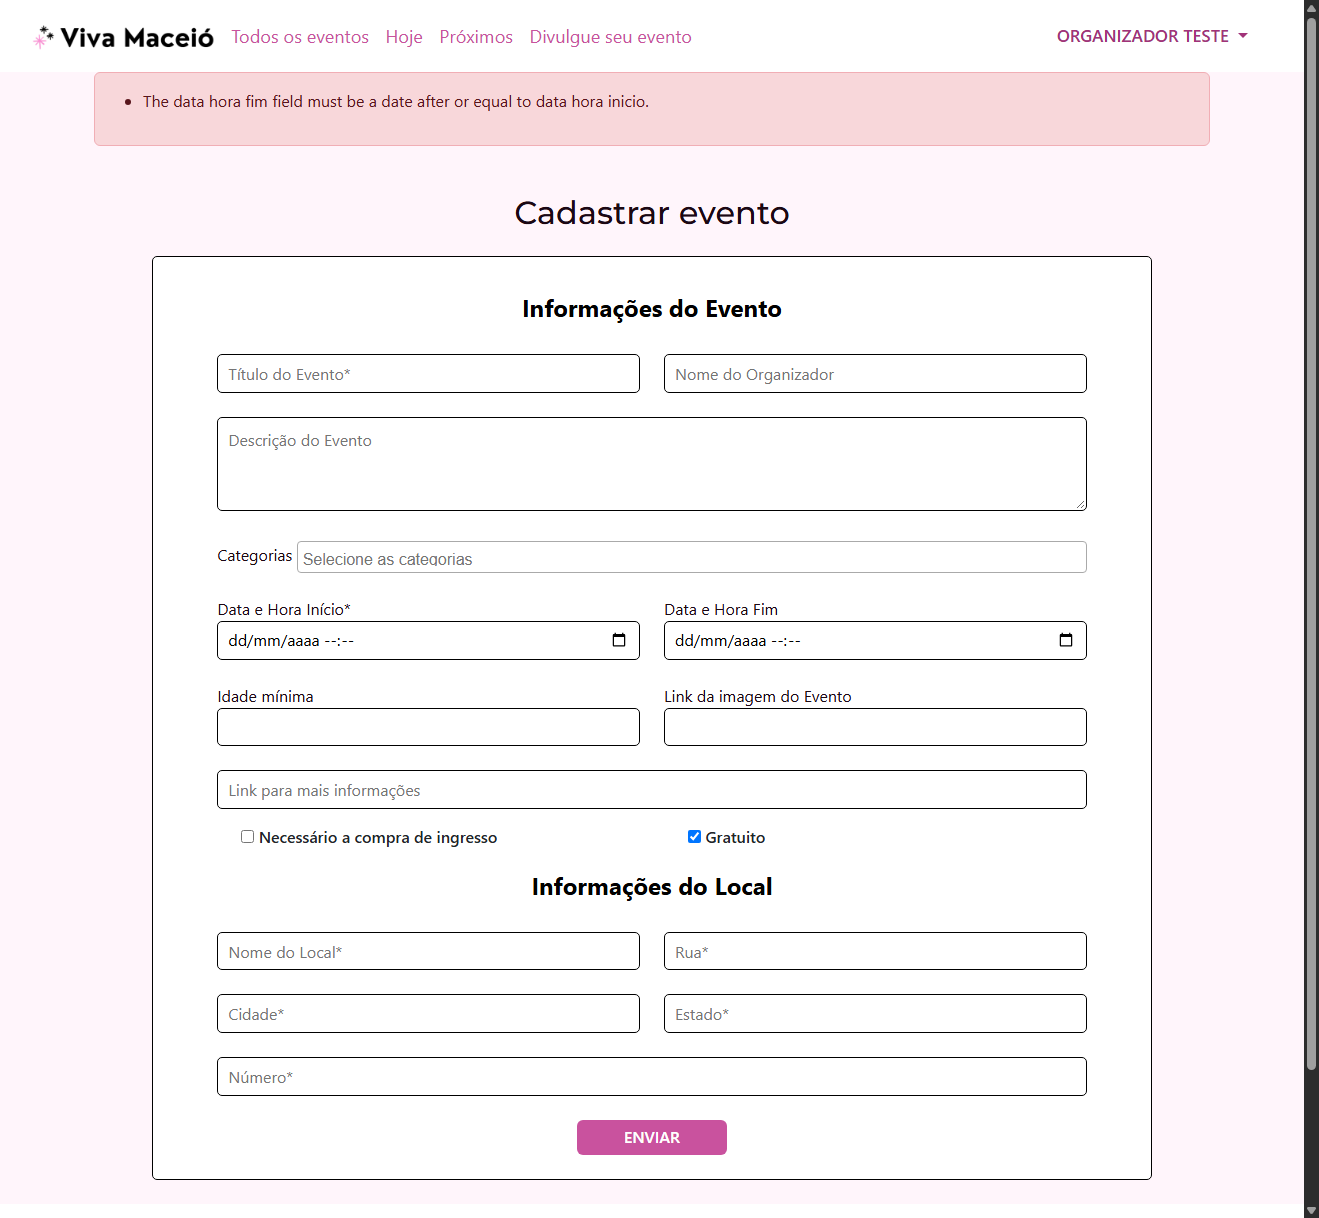 Viva Maceió Todos os eventos Hoje Próximos Divulgue seu evento ORGANIZADOR TESTE
The data hora fim field must be a date after or equal to data hora inicio.
Cadastrar evento
Informações do Evento
Título do Evento* Nome do Organizador
Descrição do Evento
Categorias Selecione as categorias
Data e Hora Início* Data e Hora Fim
dd/mm/aaaa --:-- dd/mm/aaaa --:--
Idade mínima Link da imagem do Evento
Link para mais informações
Necessário a compra de ingresso Gratuito
Informações do Local
Nome do Local* Rua*
Cidade* Estado*
Número*
ENVIAR